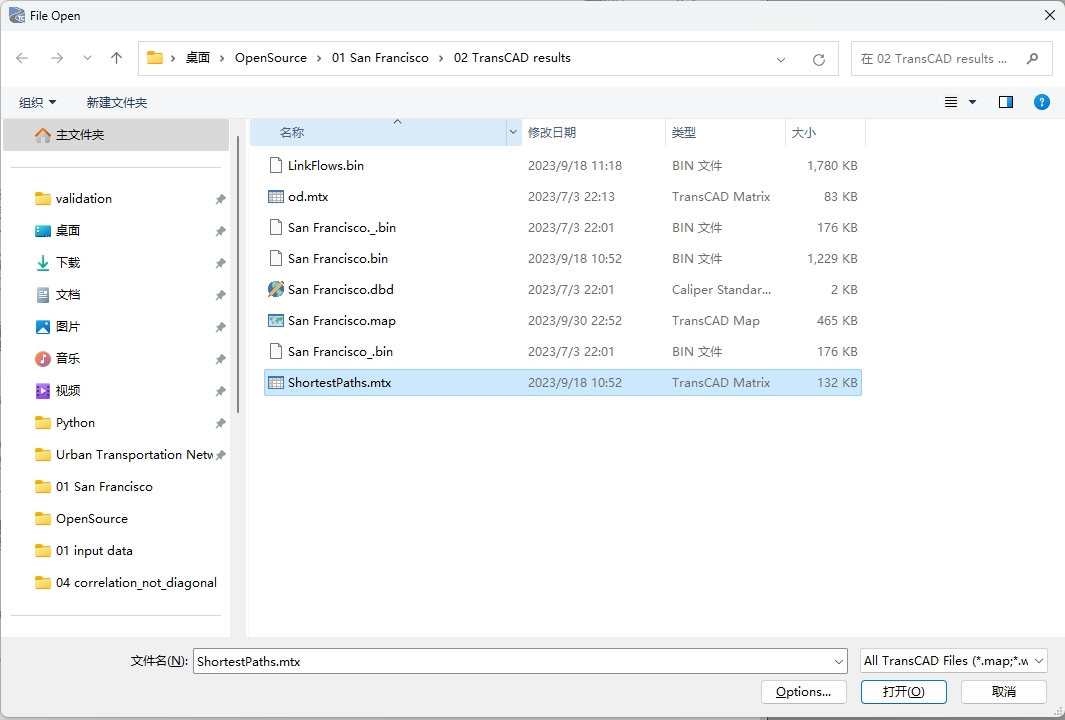 File Open
桌面 › OpenSource › 01 San Francisco › 02 TransCAD results
在 02 TransCAD results ...
组织 新建文件夹
主文件夹
validation
桌面
下载
文档
图片
音乐
视频
Python
Urban Transportation Netw
01 San Francisco
OpenSource
01 input data
04 correlation_not_diagonal
名称 修改日期 类型 大小
LinkFlows.bin 2023/9/18 11:18 BIN 文件 1,780 KB
od.mtx 2023/7/3 22:13 TransCAD Matrix 83 KB
San Francisco._.bin 2023/7/3 22:01 BIN 文件 176 KB
San Francisco.bin 2023/9/18 10:52 BIN 文件 1,229 KB
San Francisco.dbd 2023/7/3 22:01 Caliper Standar... 2 KB
San Francisco.map 2023/9/30 22:52 TransCAD Map 465 KB
San Francisco_.bin 2023/7/3 22:01 BIN 文件 176 KB
ShortestPaths.mtx 2023/9/18 10:52 TransCAD Matrix 132 KB
文件名(N): ShortestPaths.mtx All TransCAD Files (*.map;*.w
Options... 打开(O) 取消